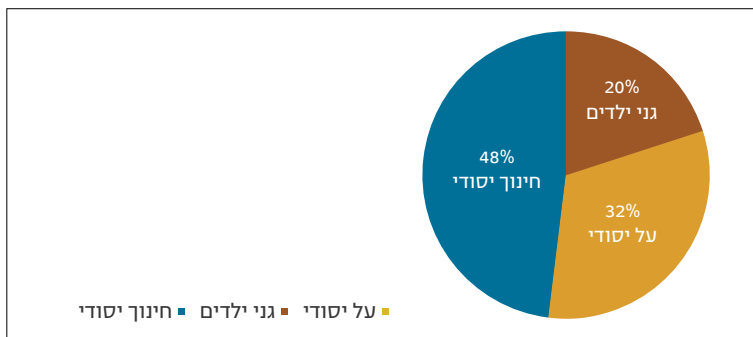 20%
גני ילדים
48%
חינוך יסודי
32%
על יסודי
על יסודי גני ילדים חינוך יסודי